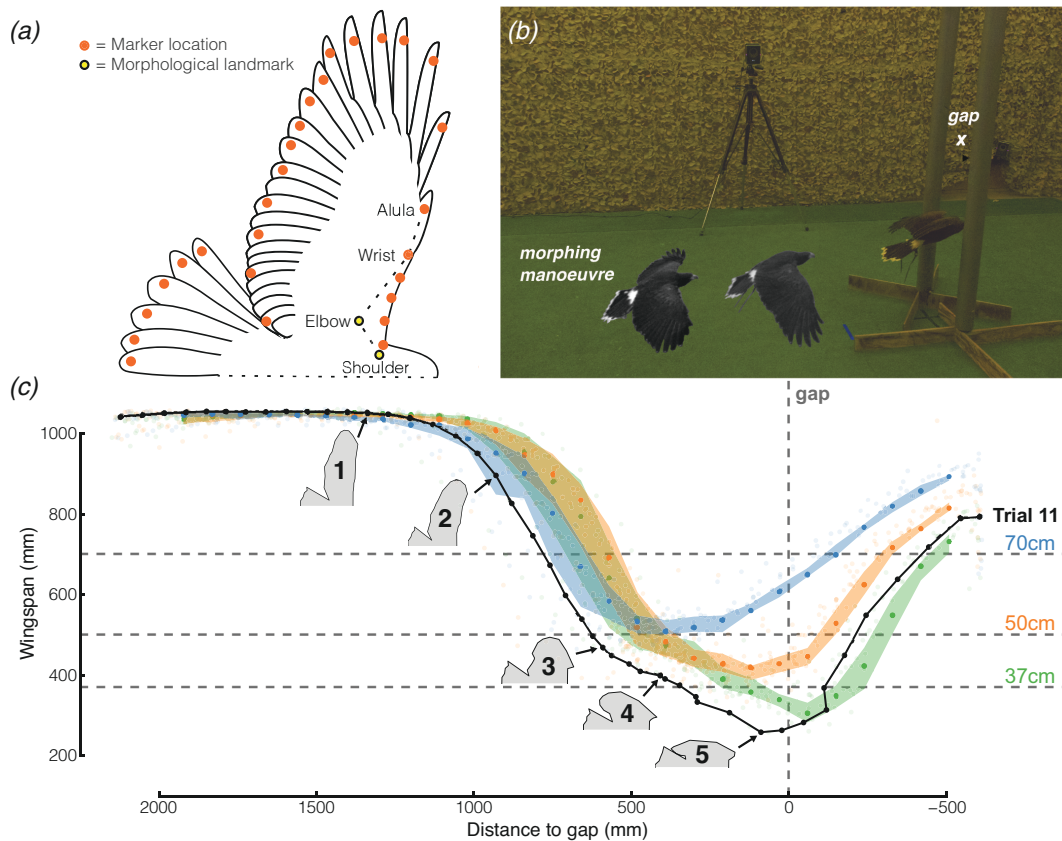 (a)
= Marker location
= Morphological landmark
Alula
Wrist
Elbow
Shoulder
(b)
gap
x
morphing
manoeuvre
(c)
gap
Wingspan (mm)
1000
800
600
400
200
1
2
3
4
5
Trial 11
70cm
50cm
37cm
2000
1500
1000
500
0
−500
Distance to gap (mm)